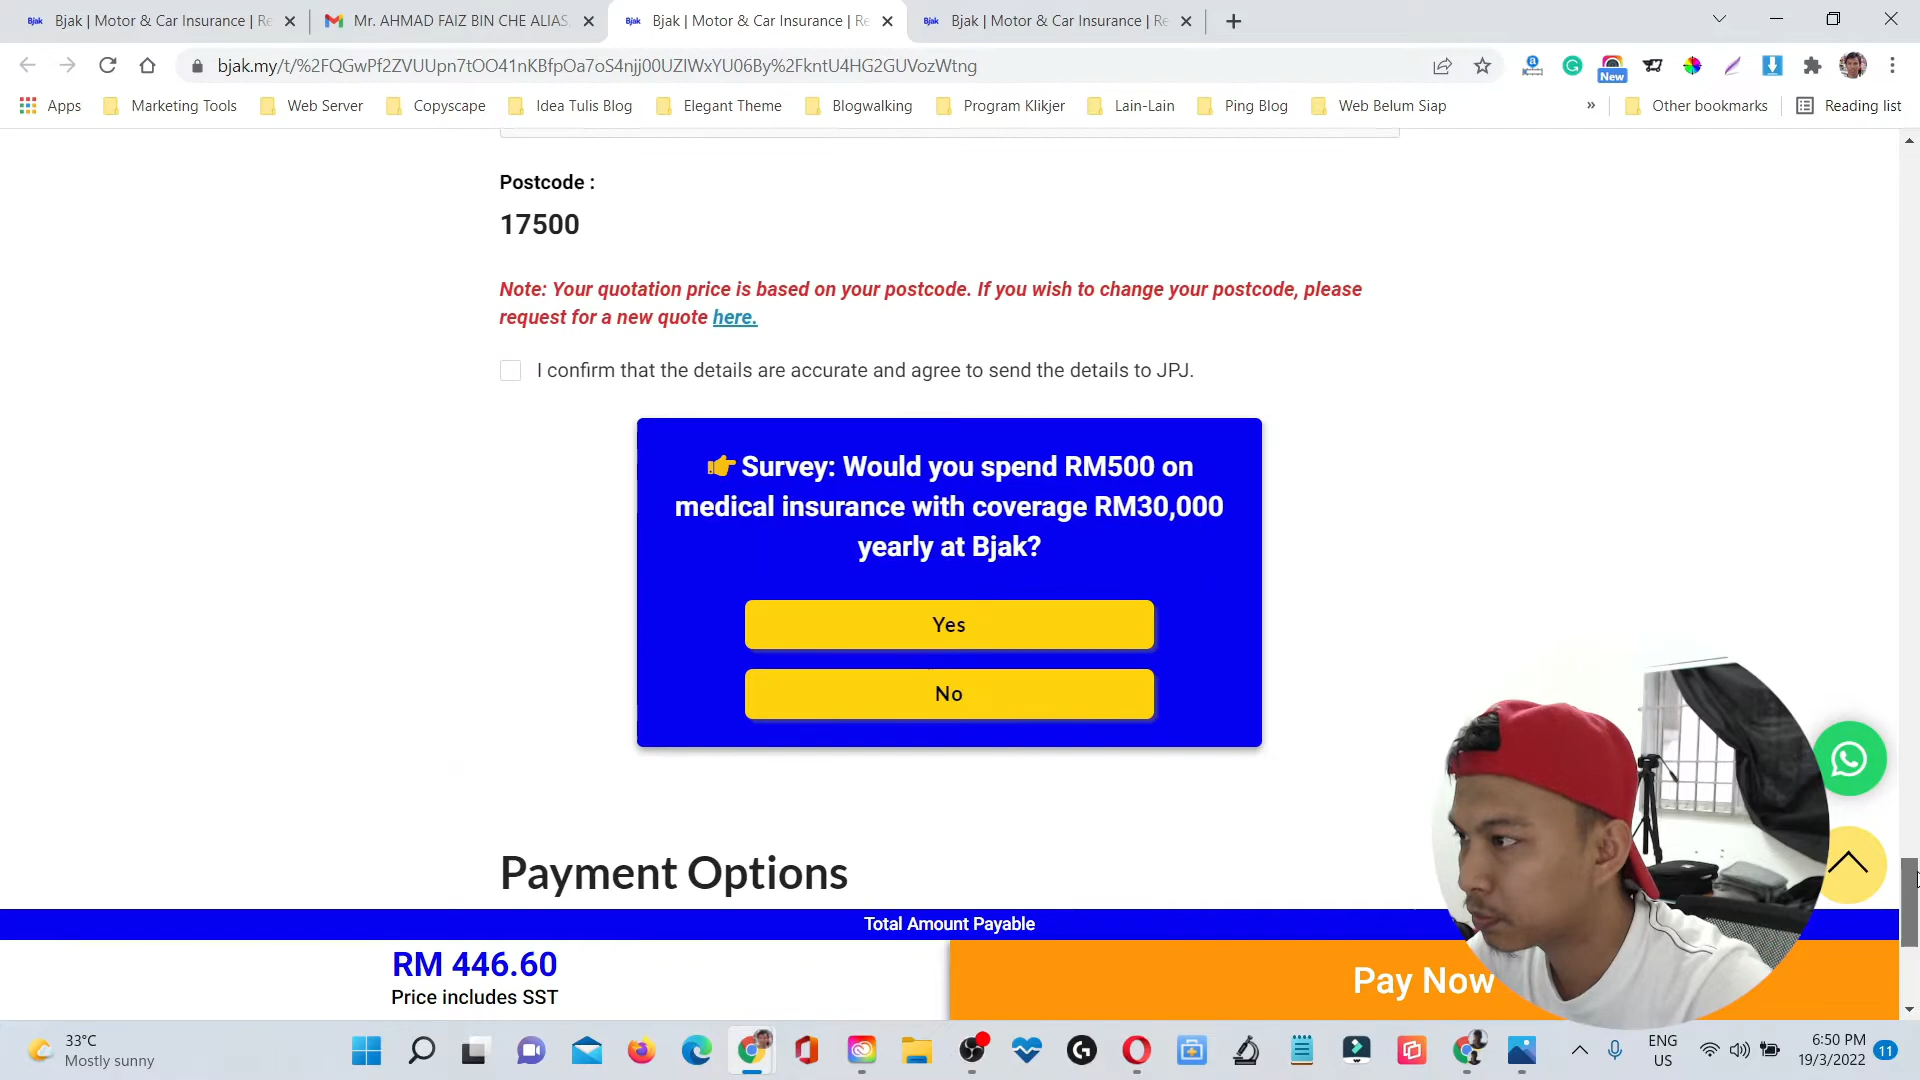 Bjak | Motor & Car Insurance | Re
Mr. AHMAD FAIZ BIN CHE ALIAS,
Bjak | Motor & Car Insurance | Re
Bjak | Motor & Car Insurance | Re
bjak.my/t/%2FQGwPf2ZVUUpn7tOO41nKBfpOa7oS4njj00UZIWxYU06By%2FkntU4HG2GUVozWtng
New
Apps
Marketing Tools
Web Server
Copyscape
Idea Tulis Blog
Elegant Theme
Blogwalking
Program Klikjer
Lain-Lain
Ping Blog
Web Belum Siap
»
Other bookmarks
Reading list
Postcode :
17500
Note: Your quotation price is based on your postcode. If you wish to change your postcode, please
request for a new quote here.
I confirm that the details are accurate and agree to send the details to JPJ.
👉 Survey: Would you spend RM500 on
medical insurance with coverage RM30,000
yearly at Bjak?
Yes
No
Payment Options
Total Amount Payable
RM 446.60
Price includes SST
Pay Now
33°C
Mostly sunny
ENG
US
6:50 PM
19/3/2022
11